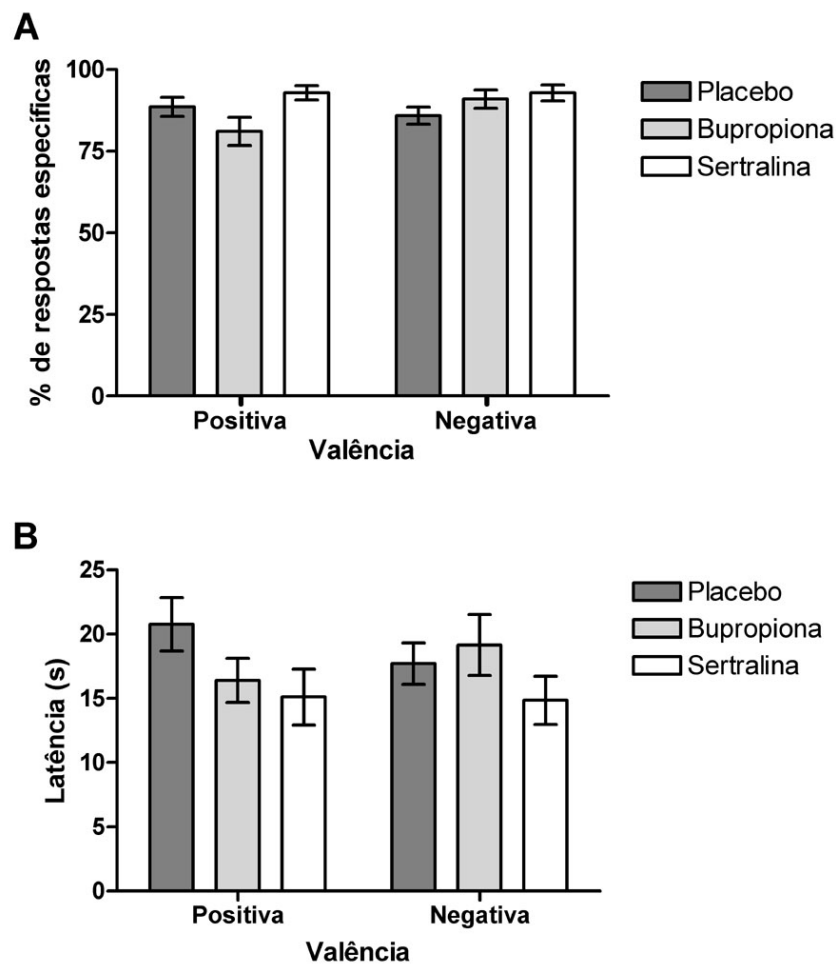 A
% de respostas específicas
100
75
50
25
0
Positiva
Negativa
Valência
Placebo
Bupropiona
Sertralina
B
Latência (s)
25
20
15
10
5
0
Positiva
Negativa
Valência
Placebo
Bupropiona
Sertralina